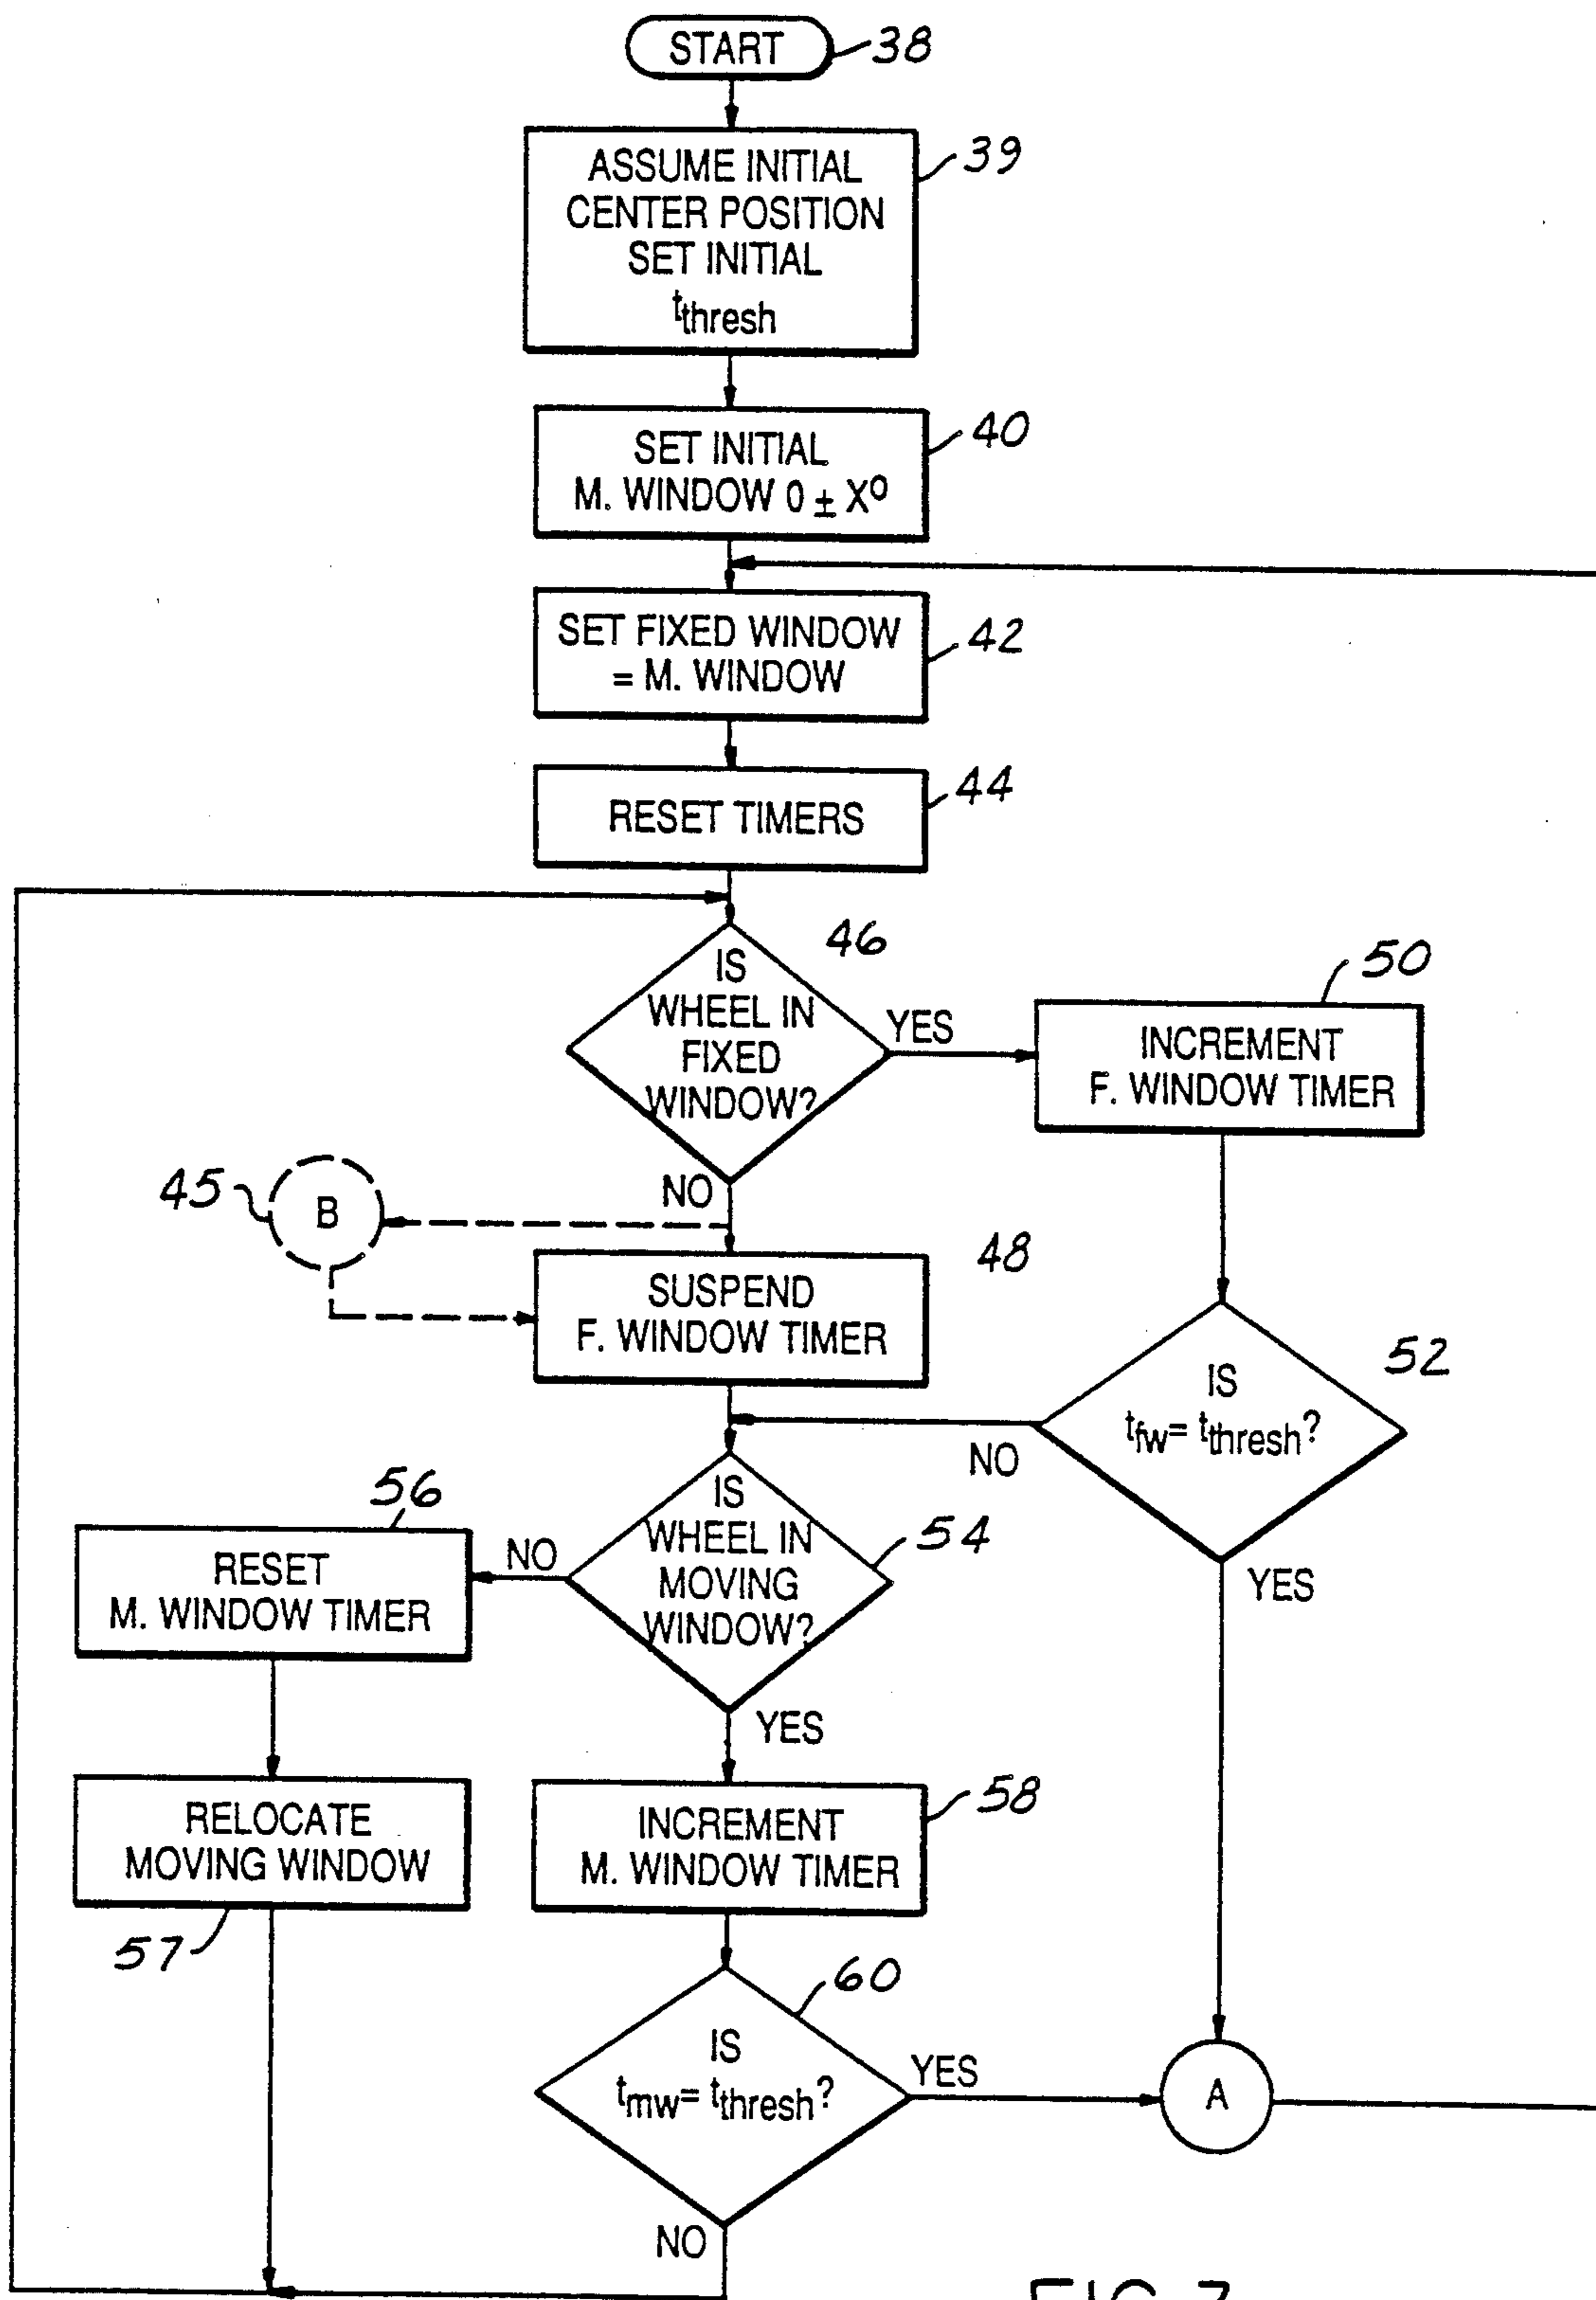 START
38
ASSUME INITIAL
CENTER POSITION
SET INITIAL
tthresh
39
SET INITIAL
M. WINDOW 0 ± X⁰
40
SET FIXED WINDOW
= M. WINDOW
42
RESET TIMERS
44
IS
WHEEL IN
FIXED
WINDOW?
46
YES
NO
INCREMENT
F. WINDOW TIMER
50
45
B
SUSPEND
F. WINDOW TIMER
48
IS
tfw= tthresh?
52
NO
YES
IS
WHEEL IN
MOVING
WINDOW?
54
NO
YES
RESET
M. WINDOW TIMER
56
RELOCATE
MOVING WINDOW
57
INCREMENT
M. WINDOW TIMER
58
IS
tmw= tthresh?
60
YES
NO
A